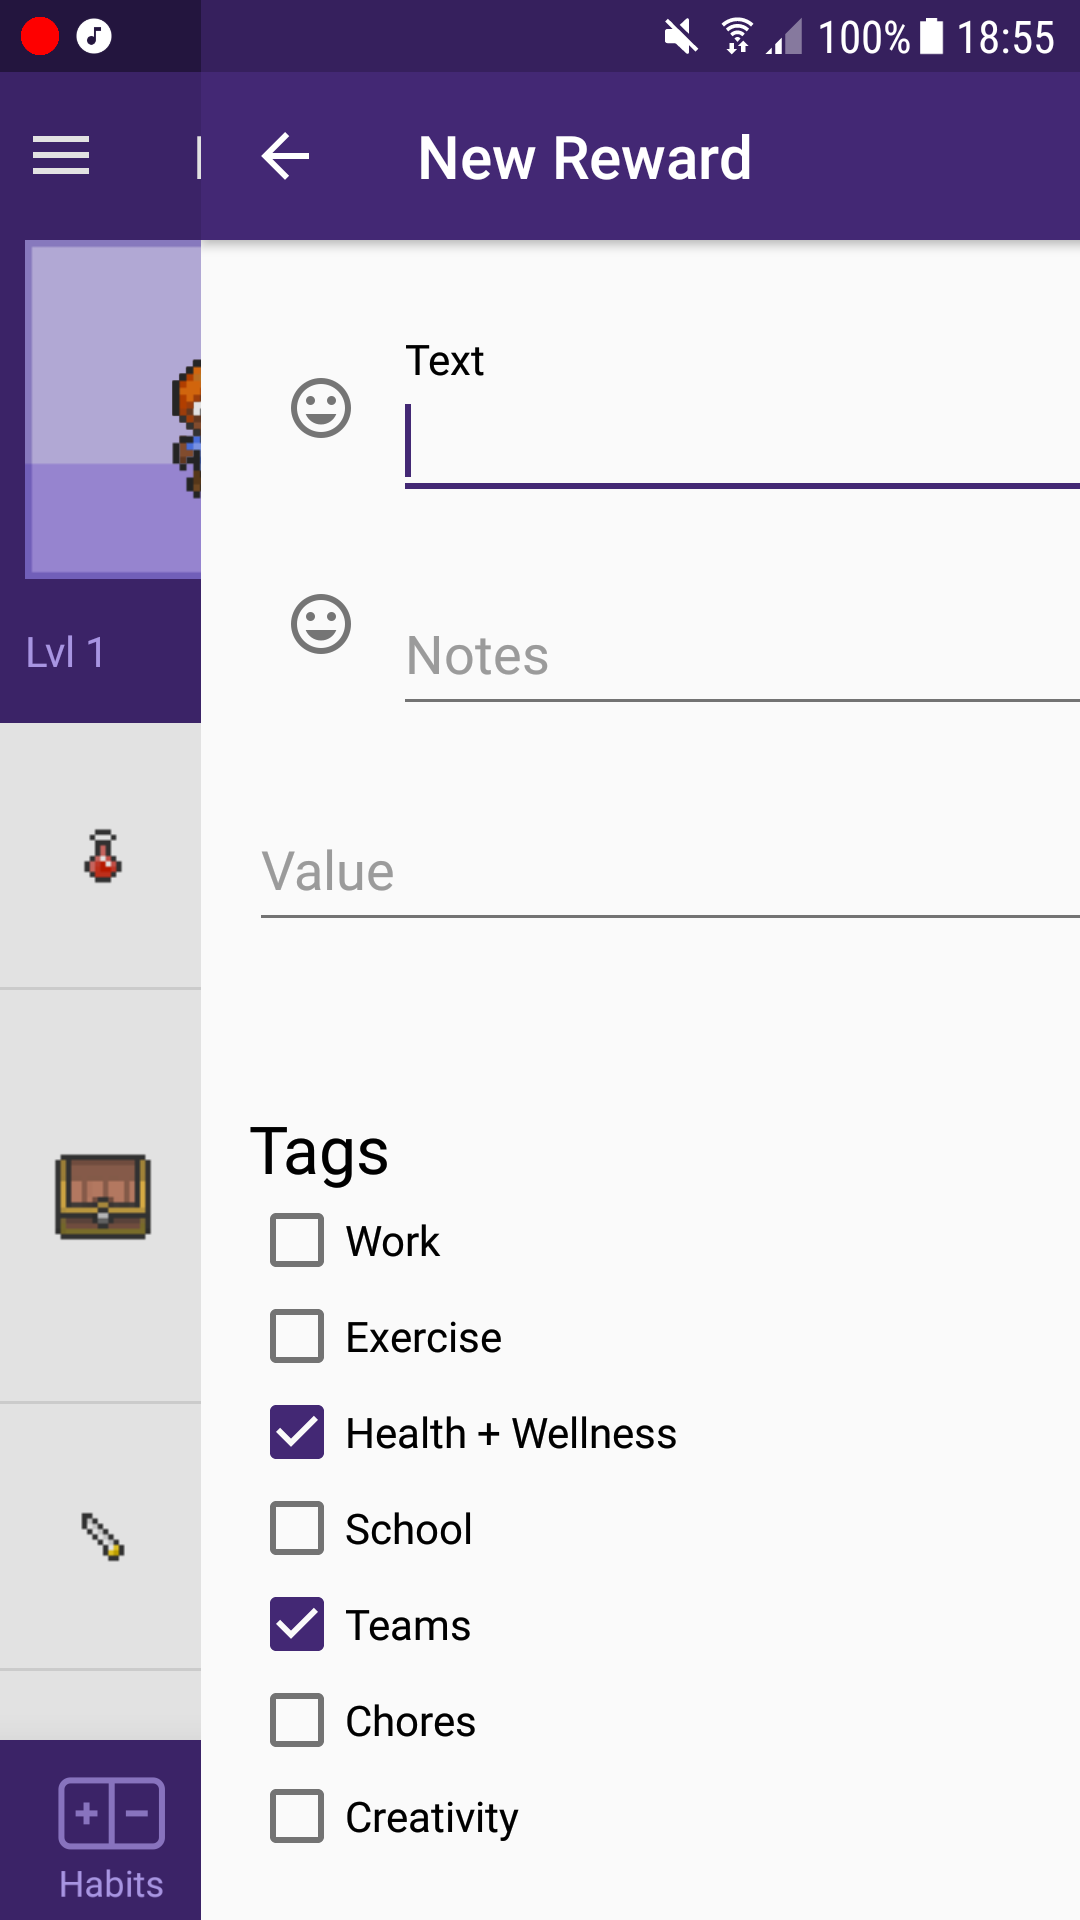 100% 18:55
New Reward
Text
Lvl 1
Notes
Value
Tags
Work
Exercise
Health + Wellness
School
Teams
Chores
Creativity
Habits